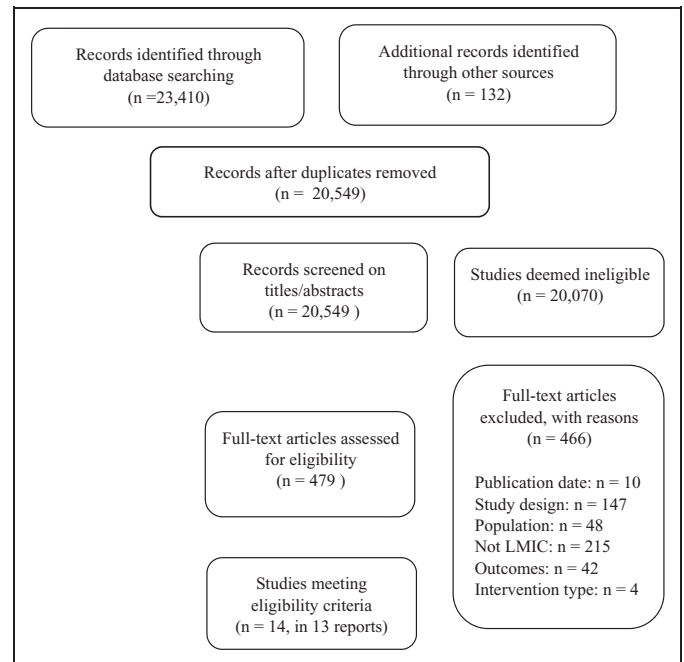 Records identified through
database searching
(n =23,410)
Additional records identified
through other sources
(n = 132)
Records after duplicates removed
(n = 20,549)
Records screened on
titles/abstracts
(n = 20,549 )
Studies deemed ineligible
(n = 20,070)
Full-text articles assessed
for eligibility
(n = 479 )
Full-text articles
excluded, with reasons
(n = 466)
Publication date: n = 10
Study design: n = 147
Population: n = 48
Not LMIC: n = 215
Outcomes: n = 42
Intervention type: n = 4
Studies meeting
eligibility criteria
(n = 14, in 13 reports)